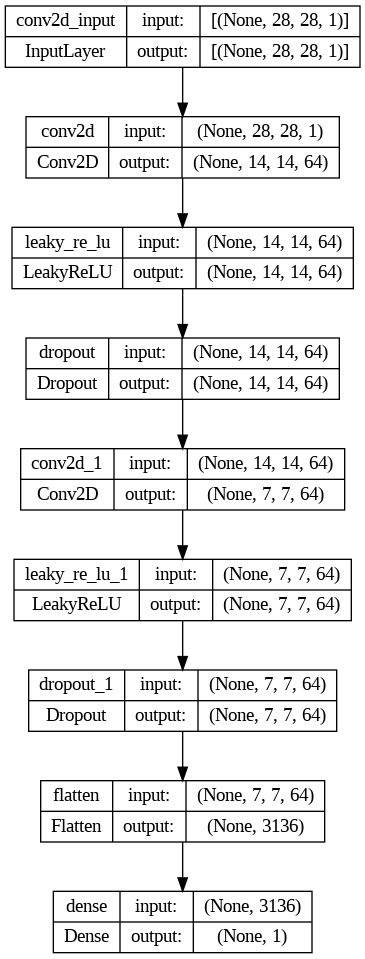 conv2d_input input: [(None, 28, 28, 1)]
InputLayer output: [(None, 28, 28, 1)]
conv2d input: (None, 28, 28, 1)
Conv2D output: (None, 14, 14, 64)
leaky_re_lu input: (None, 14, 14, 64)
LeakyReLU output: (None, 14, 14, 64)
dropout input: (None, 14, 14, 64)
Dropout output: (None, 14, 14, 64)
conv2d_1 input: (None, 14, 14, 64)
Conv2D output: (None, 7, 7, 64)
leaky_re_lu_1 input: (None, 7, 7, 64)
LeakyReLU output: (None, 7, 7, 64)
dropout_1 input: (None, 7, 7, 64)
Dropout output: (None, 7, 7, 64)
flatten input: (None, 7, 7, 64)
Flatten output: (None, 3136)
dense input: (None, 3136)
Dense output: (None, 1)